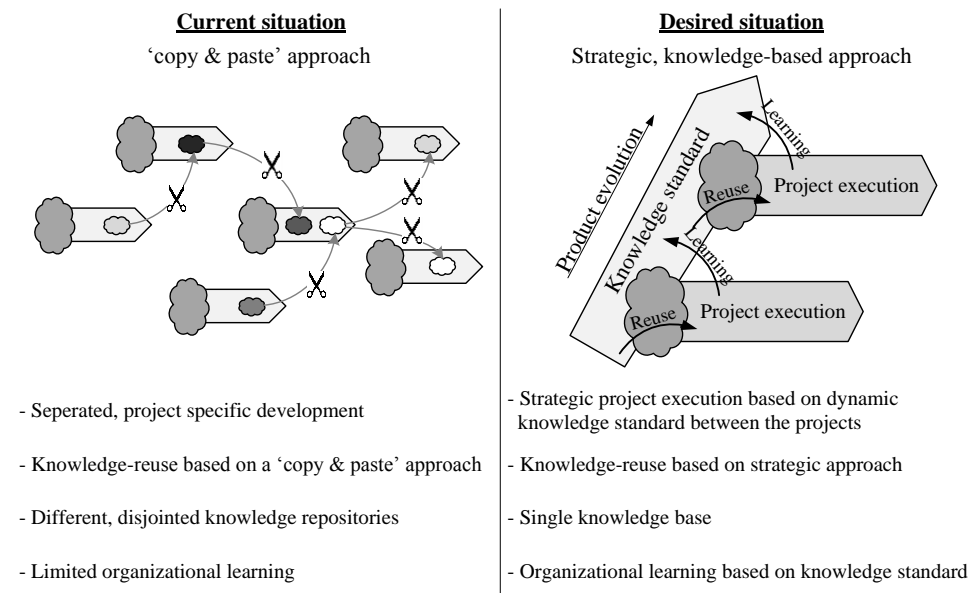 Current situation
‘copy & paste’ approach
- Seperated, project specific development
- Knowledge-reuse based on a ‘copy & paste’ approach
- Different, disjointed knowledge repositories
- Limited organizational learning
Desired situation
Strategic, knowledge-based approach
Product evolution
Knowledge standard
Learning
Reuse
Project execution
Learning
Reuse
Project execution
- Strategic project execution based on dynamic
knowledge standard between the projects
- Knowledge-reuse based on strategic approach
- Single knowledge base
- Organizational learning based on knowledge standard